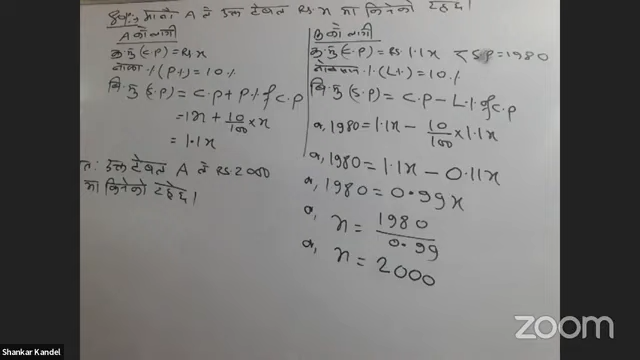 मानौं A ले उक्त टेबल Rs. x मा किनेको रहेछ।
A को लागी
क्र.मु (C.P) = Rs x
नाफा % (P%) = 10%
वि.मु (S.P) = C.P + P% of C.P
= 1x + 10/100 × x
= 1.1x
उक्त टेबल A ले Rs. 2000
मा किनेको रहेछ।
B को लागी
क्र.मु (C.P) = Rs. 1.1x र S.P = 1980
नोक्सान % (L%) = 10%
वि.मु (S.P) = C.P - L% of C.P
or, 1980 = 1.1x - 10/100 × 1.1x
or, 1980 = 1.1x - 0.11x
or, 1980 = 0.99x
or, x = 1980/0.99
or, x = 2000
Shankar Kandel
zoom